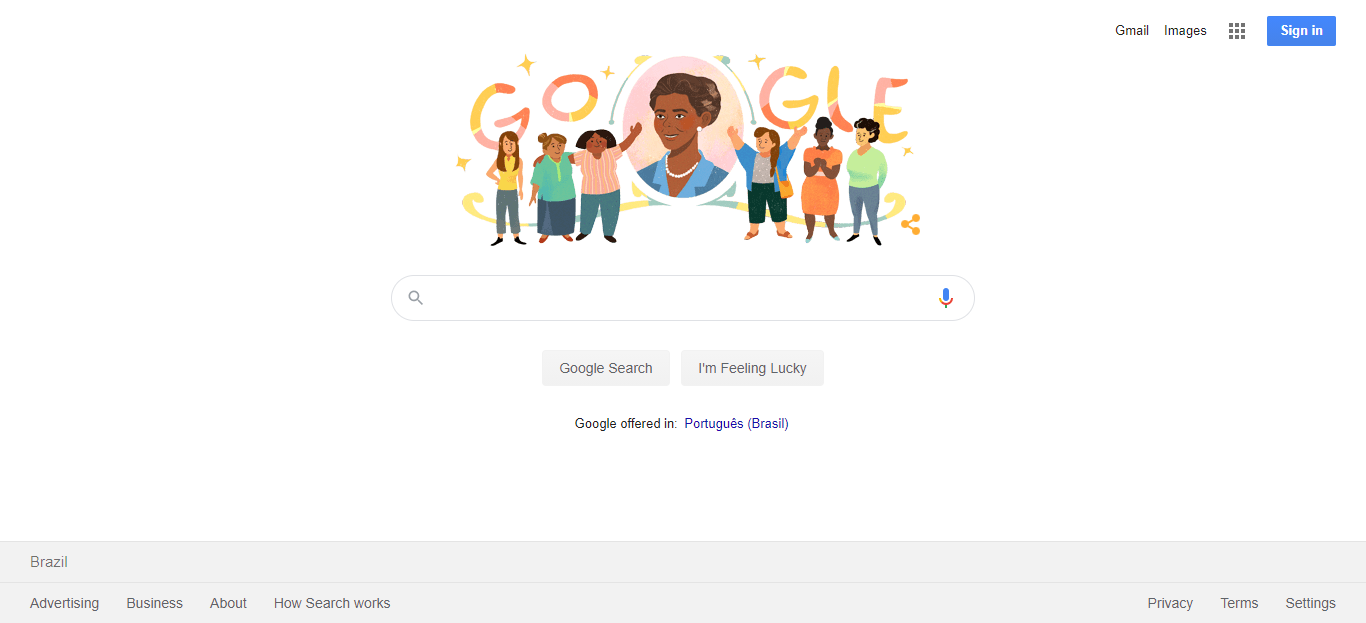 Gmail Images Sign in
GOOGLE
Google Search I'm Feeling Lucky
Google offered in: Português (Brasil)
Brazil
Advertising Business About How Search works Privacy Terms Settings